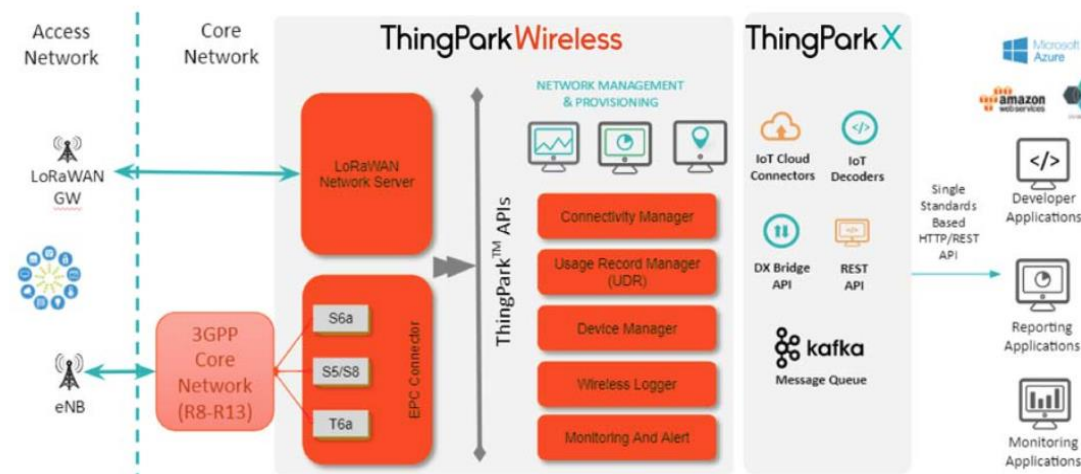 Access
Network
Core
Network
ThingParkWireless
ThingPark X
Microsoft
Azure
amazon
webservices
NETWORK MANAGEMENT
& PROVISIONING
LoRaWAN
GW
LoRaWAN
Network Server
ThingPark™ APIs
Connectivity Manager
Usage Record Manager
(UDR)
Device Manager
Wireless Logger
Monitoring And Alert
eNB
3GPP
Core
Network
(R8-R13)
S6a
S5/S8
T6a
EPC Connector
IoT Cloud
Connectors
IoT
Decoders
DX Bridge
API
REST
API
kafka
Message Queue
Single
Standards
Based
HTTP/REST
API
Developer
Applications
Reporting
Applications
Monitoring
Applications